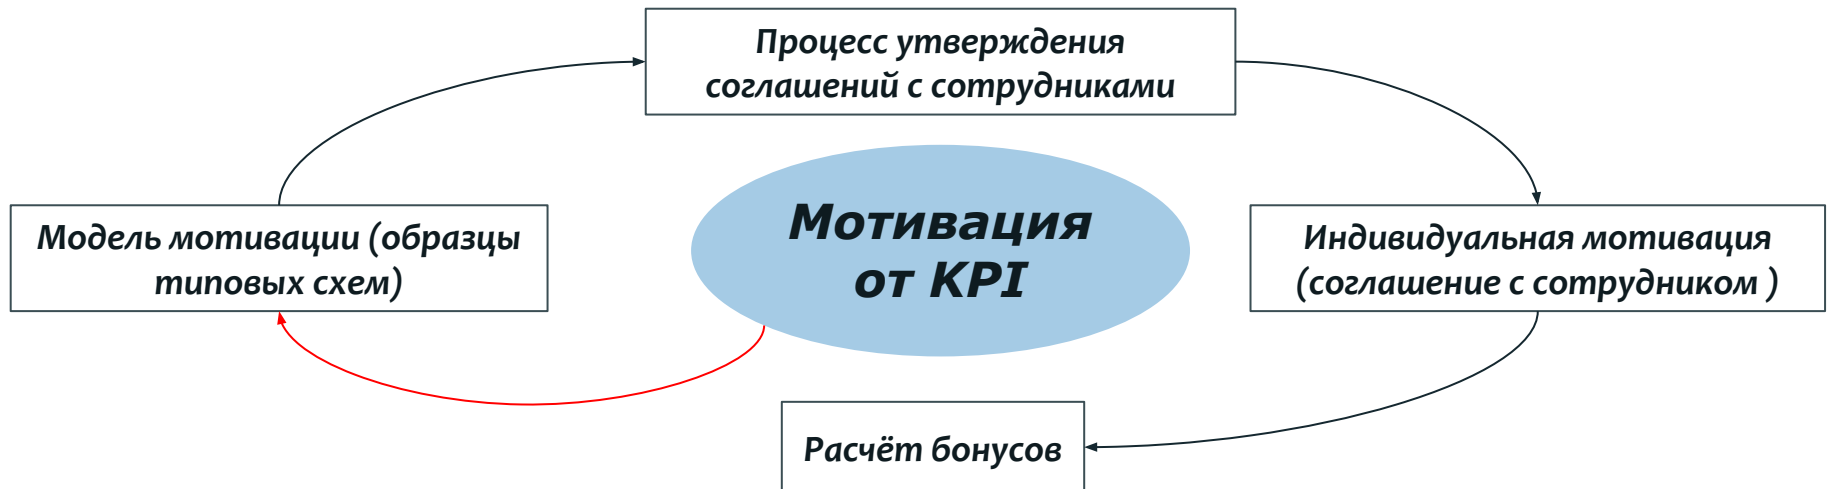 Процесс утверждения
соглашений с сотрудниками
Мотивация
от KPI
Модель мотивации (образцы
типовых схем)
Индивидуальная мотивация
(соглашение с сотрудником )
Расчёт бонусов